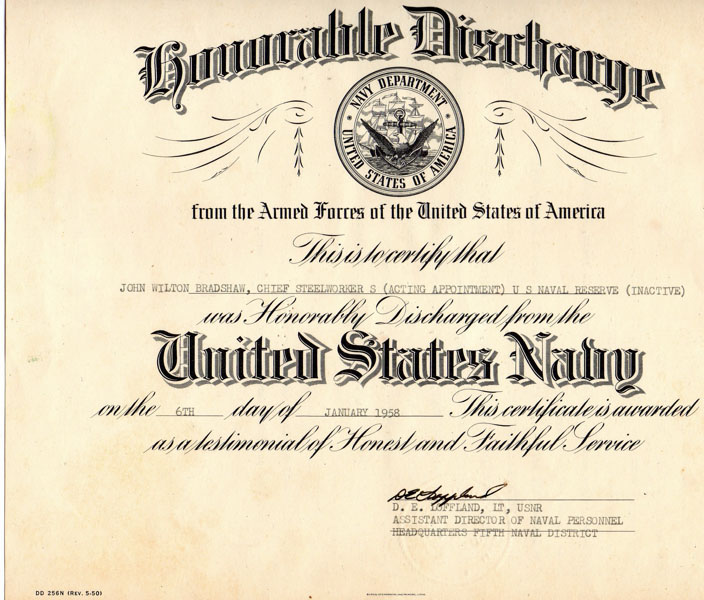 Honorable Discharge
NAVY DEPARTMENT
UNITED STATES OF AMERICA
from the Armed Forces of the United States of America
This is to certify that
JOHN WILTON BRADSHAW, CHIEF STEELWORKER S (ACTING APPOINTMENT) U S NAVAL RESERVE (INACTIVE)
was Honorably Discharged from the
United States Navy
on the 6TH day of JANUARY 1958 This certificate is awarded
as a testimonial of Honest and Faithful Service
D. E. LOFFLAND, LT, USNR
ASSISTANT DIRECTOR OF NAVAL PERSONNEL
HEADQUARTERS FIFTH NAVAL DISTRICT
DD 256N (REV. 5-50)